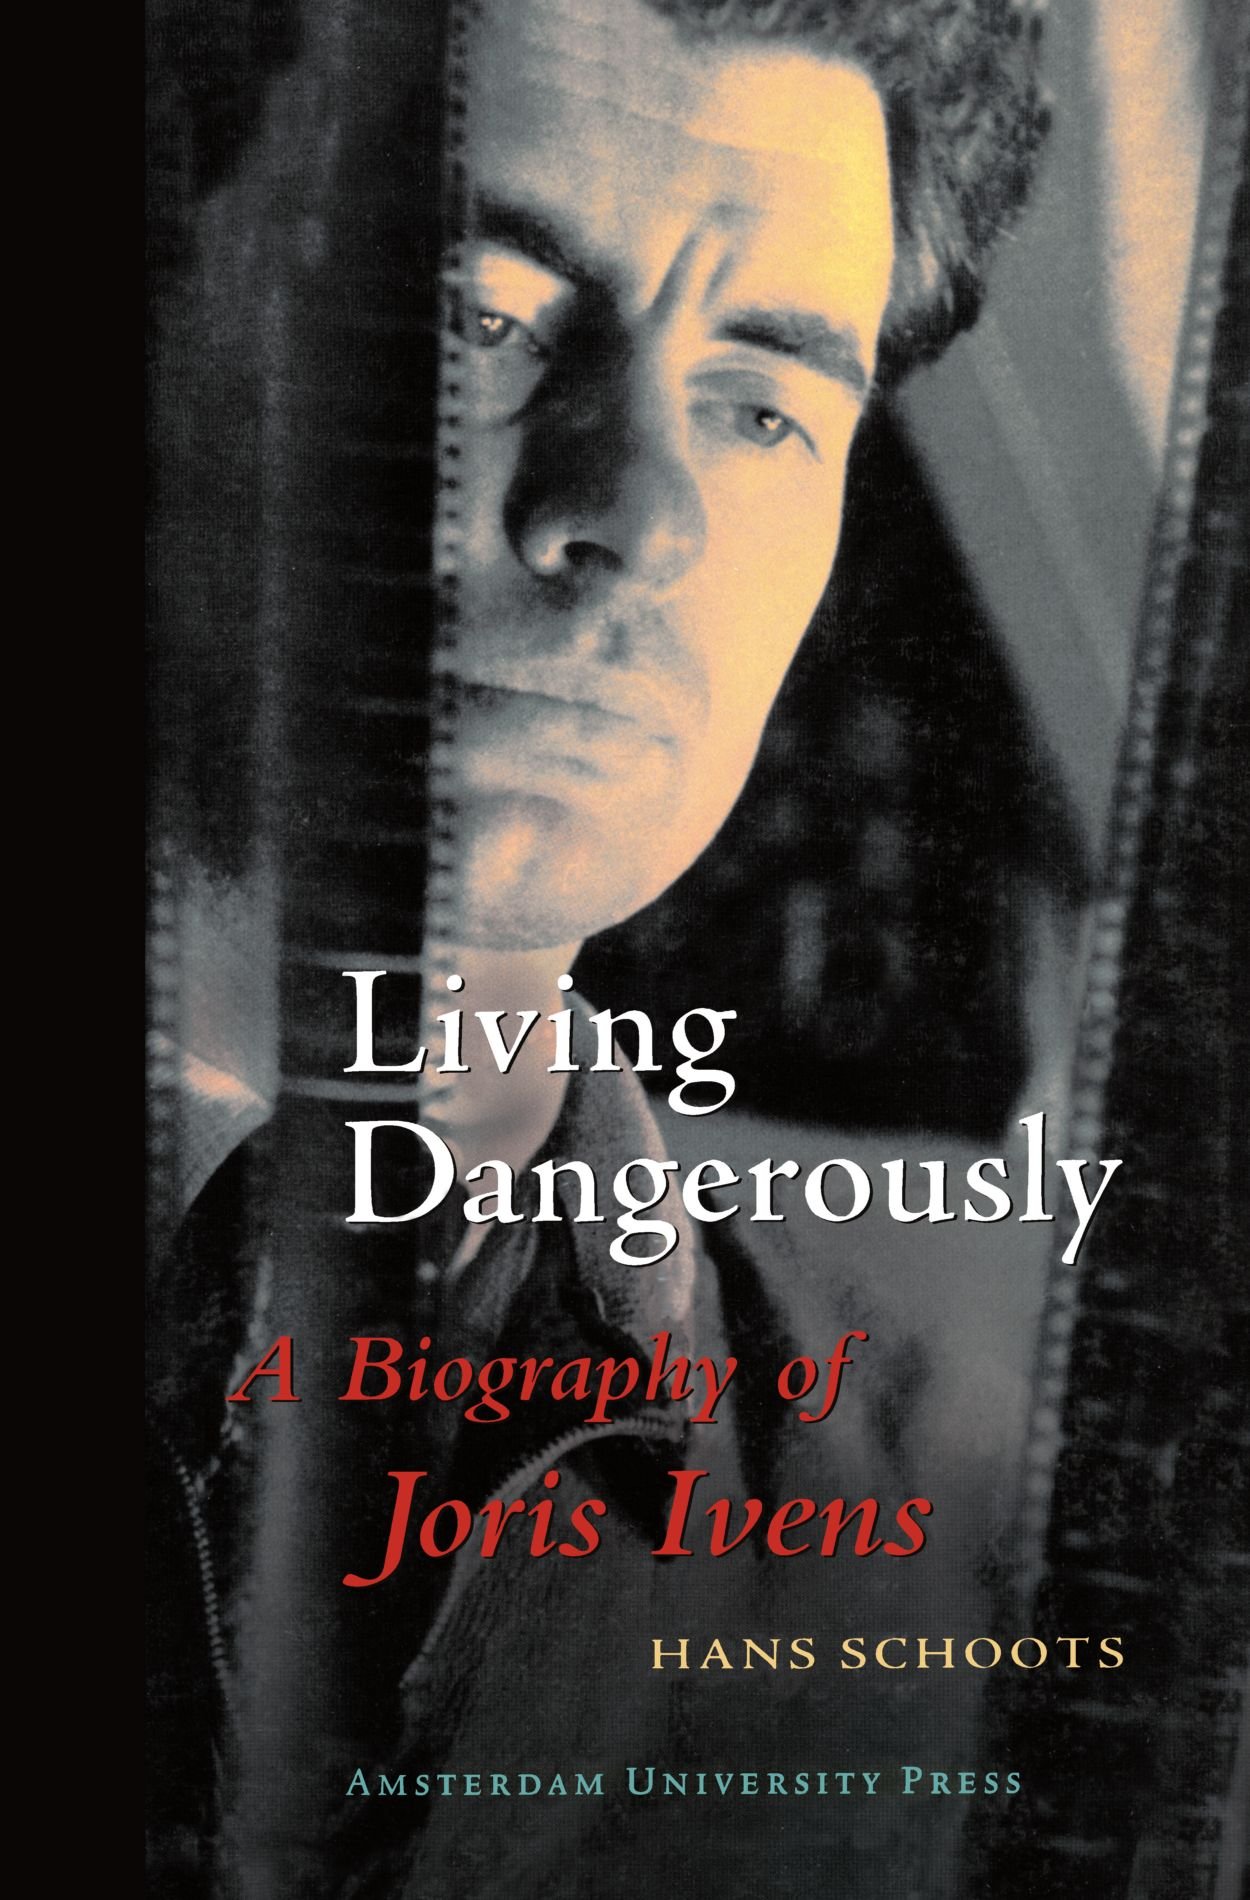 Living
Dangerously
A Biography of
Joris Ivens
HANS SCHOOTS
AMSTERDAM UNIVERSITY PRESS